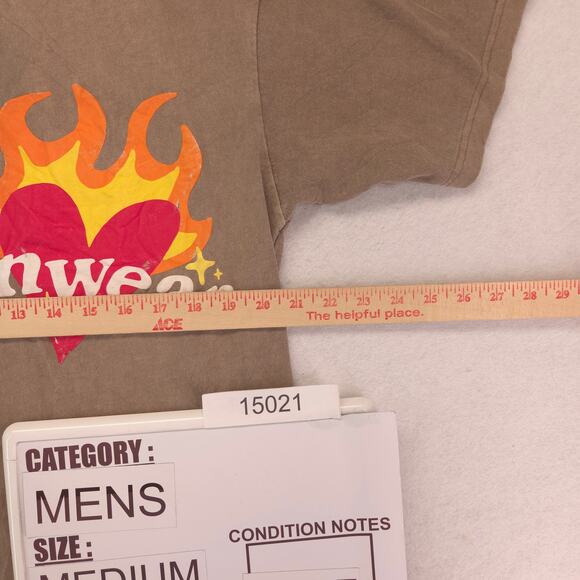 nwear
13 14 15 16 17 18 19 20 21 22 23 24 25 26 27 28 29
ACE The helpful place.
15021
CATEGORY :
MENS
SIZE :
MEDIUM
CONDITION NOTES